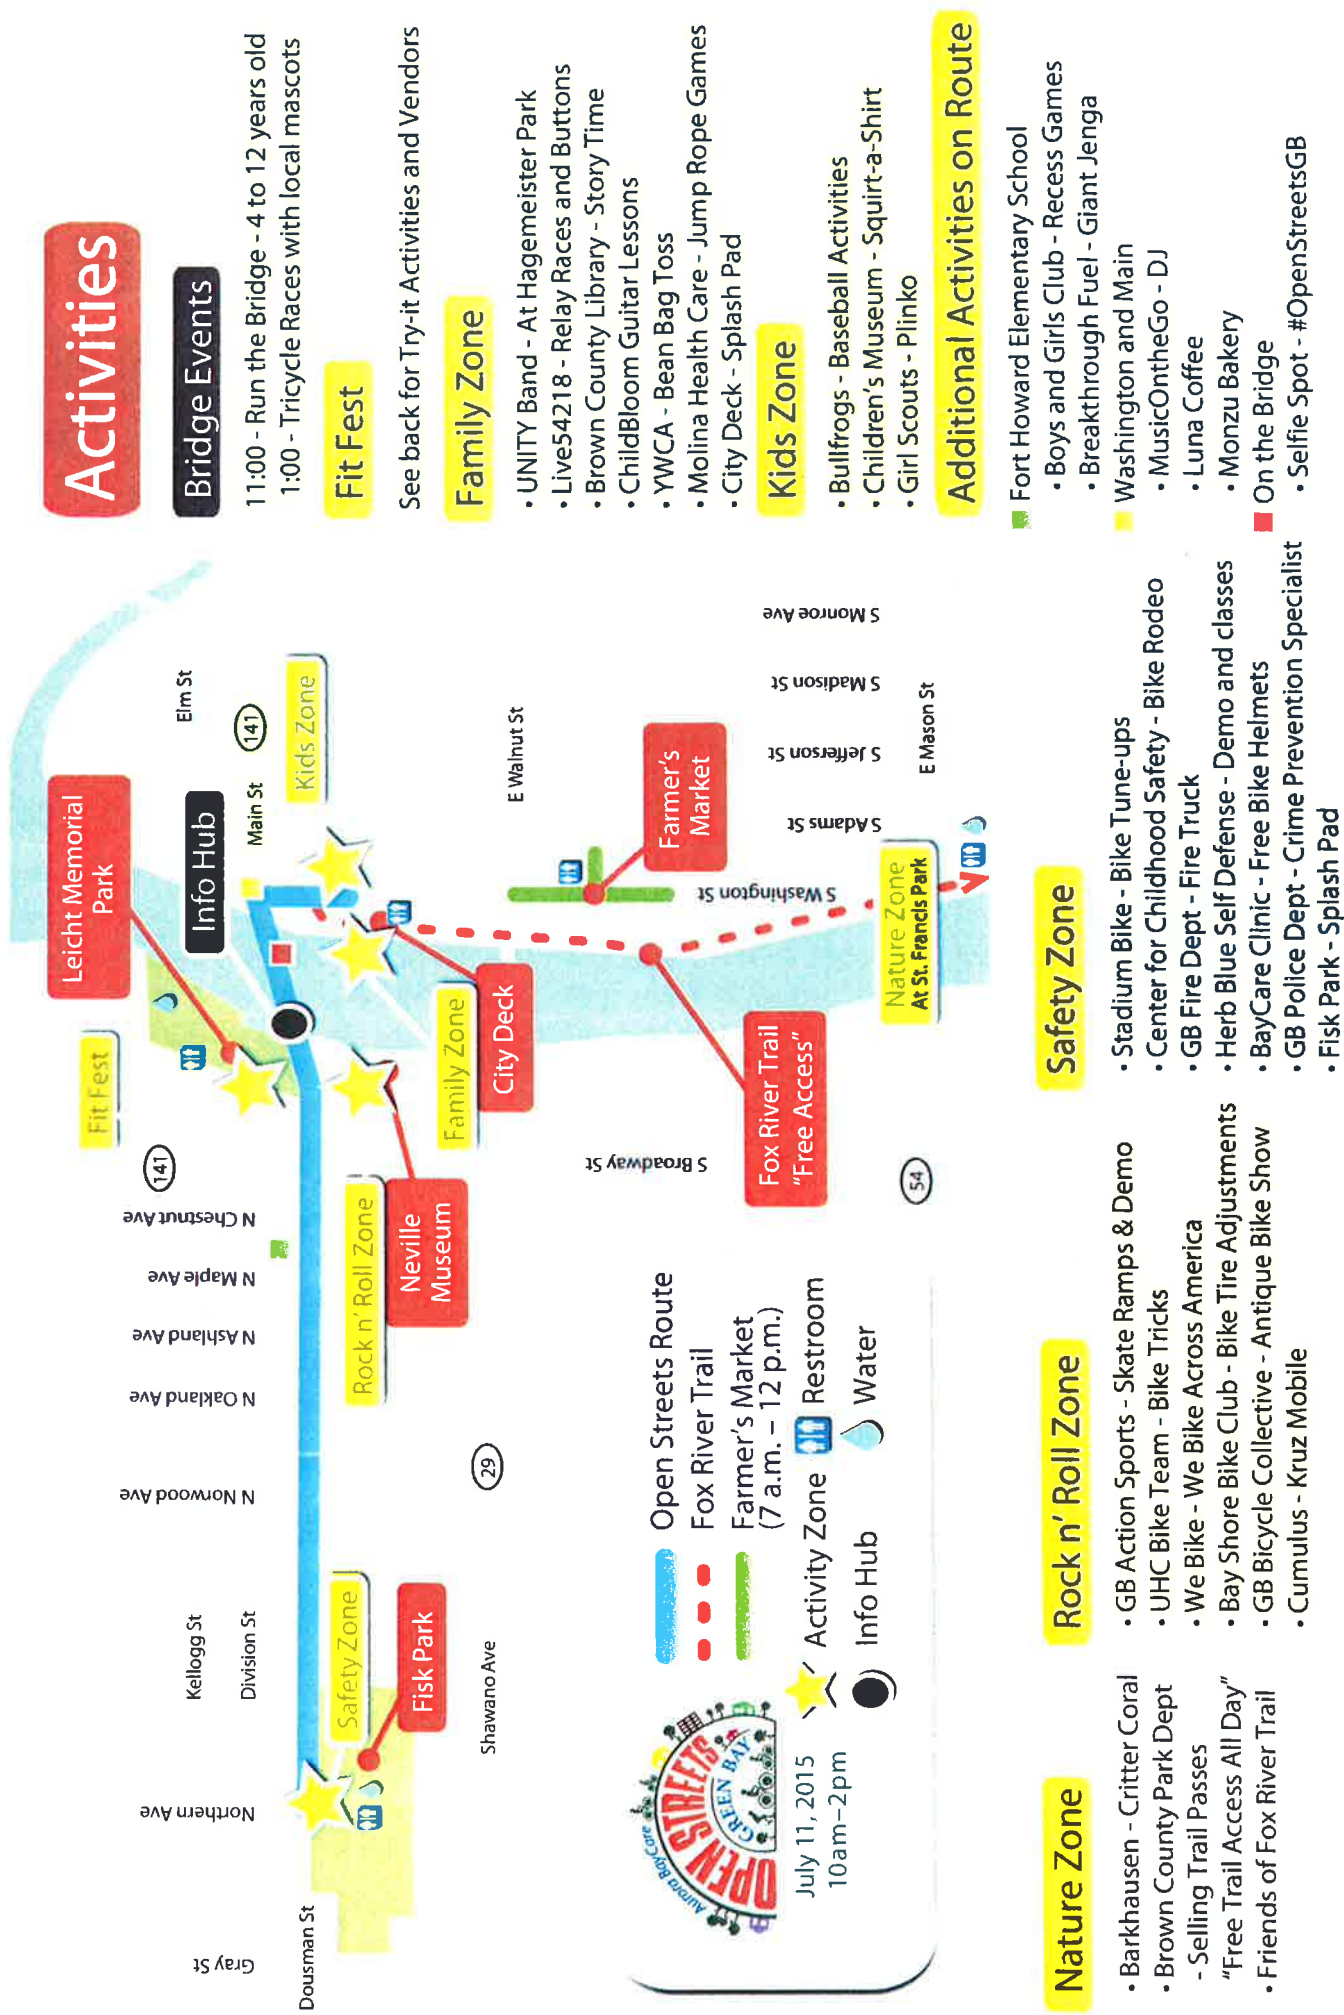 Activities
Bridge Events
11:00 - Run the Bridge - 4 to 12 years old
1:00 - Tricycle Races with local mascots
Fit Fest
See back for Try-it Activities and Vendors
Family Zone
• UNITY Band - At Hagemeister Park
• Live54218 - Relay Races and Buttons
• Brown County Library - Story Time
• ChildBloom Guitar Lessons
• YWCA - Bean Bag Toss
• Molina Health Care - Jump Rope Games
• City Deck - Splash Pad
Kids Zone
• Bullfrogs - Baseball Activities
• Children's Museum - Squirt-a-Shirt
• Girl Scouts - Plinko
Additional Activities on Route
Fort Howard Elementary School
• Boys and Girls Club - Recess Games
• Breakthrough Fuel - Giant Jenga
Washington and Main
• MusicOntheGo - DJ
• Luna Coffee
• Monzu Bakery
On the Bridge
• Selfie Spot - #OpenStreetsGB
Leicht Memorial
Park
Info Hub
Elm St
141
Main St
Kids Zone
Fit Fest
141
N Chestnut Ave
N Maple Ave
N Ashland Ave
N Oakland Ave
N Norwood Ave
Kellogg St
Division St
Northern Ave
Gray St
Dousman St
Safety Zone
Fisk Park
Shawano Ave
29
Rock n' Roll Zone
Neville
Museum
Family Zone
City Deck
E Walnut St
S Washington St
Farmer's
Market
S Broadway St
Fox River Trail
"Free Access"
54
Nature Zone
At St. Francis Park
S Adams St
S Jefferson St
S Madison St
S Monroe Ave
E Mason St
Aurora BayCare
OPEN STREETS
GREEN BAY
July 11, 2015
10am–2pm
Open Streets Route
Fox River Trail
Farmer's Market
(7 a.m. – 12 p.m.)
Activity Zone
Restroom
Info Hub
Water
Nature Zone
• Barkhausen - Critter Coral
• Brown County Park Dept
- Selling Trail Passes
"Free Trail Access All Day"
• Friends of Fox River Trail
Rock n' Roll Zone
• GB Action Sports - Skate Ramps & Demo
• UHC Bike Team - Bike Tricks
• We Bike - We Bike Across America
• Bay Shore Bike Club - Bike Tire Adjustments
• GB Bicycle Collective - Antique Bike Show
• Cumulus - Kruz Mobile
Safety Zone
• Stadium Bike - Bike Tune-ups
• Center for Childhood Safety - Bike Rodeo
• GB Fire Dept - Fire Truck
• Herb Blue Self Defense - Demo and classes
• BayCare Clinic - Free Bike Helmets
• GB Police Dept - Crime Prevention Specialist
• Fisk Park - Splash Pad